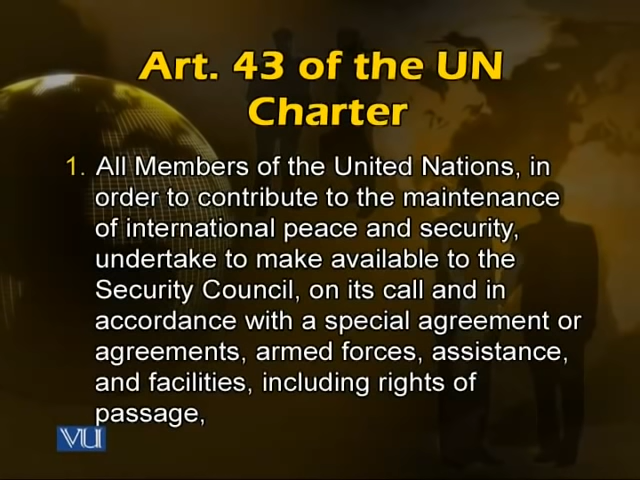 Art. 43 of the UN
Charter
1. All Members of the United Nations, in
order to contribute to the maintenance
of international peace and security,
undertake to make available to the
Security Council, on its call and in
accordance with a special agreement or
agreements, armed forces, assistance,
and facilities, including rights of
passage,
VU